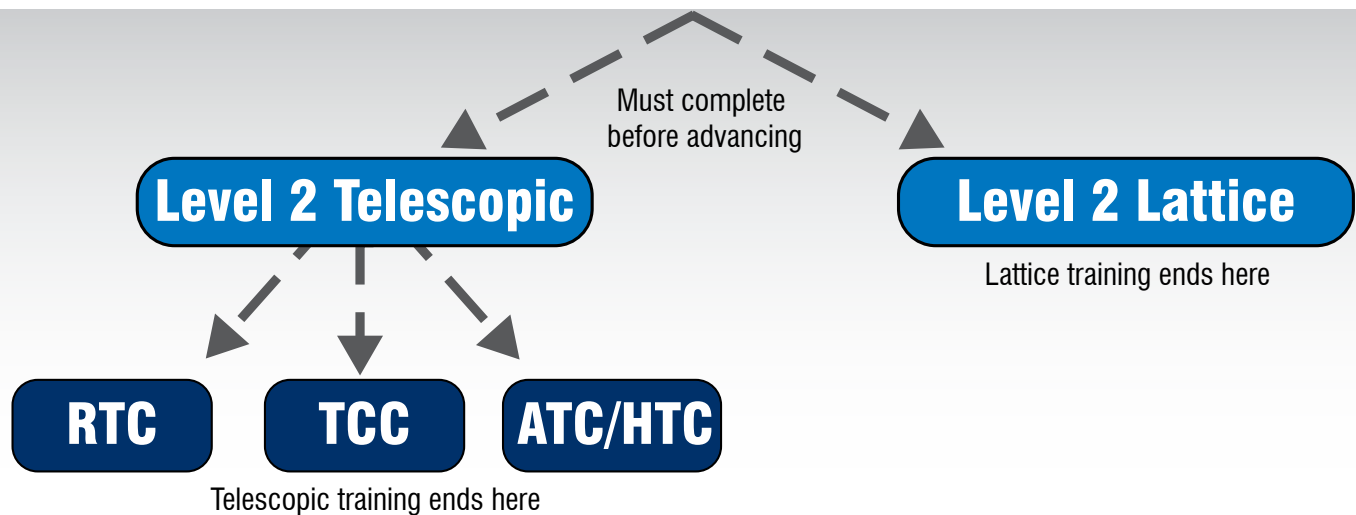 Must complete
before advancing
Level 2 Telescopic
Level 2 Lattice
Lattice training ends here
RTC
TCC
ATC/HTC
Telescopic training ends here